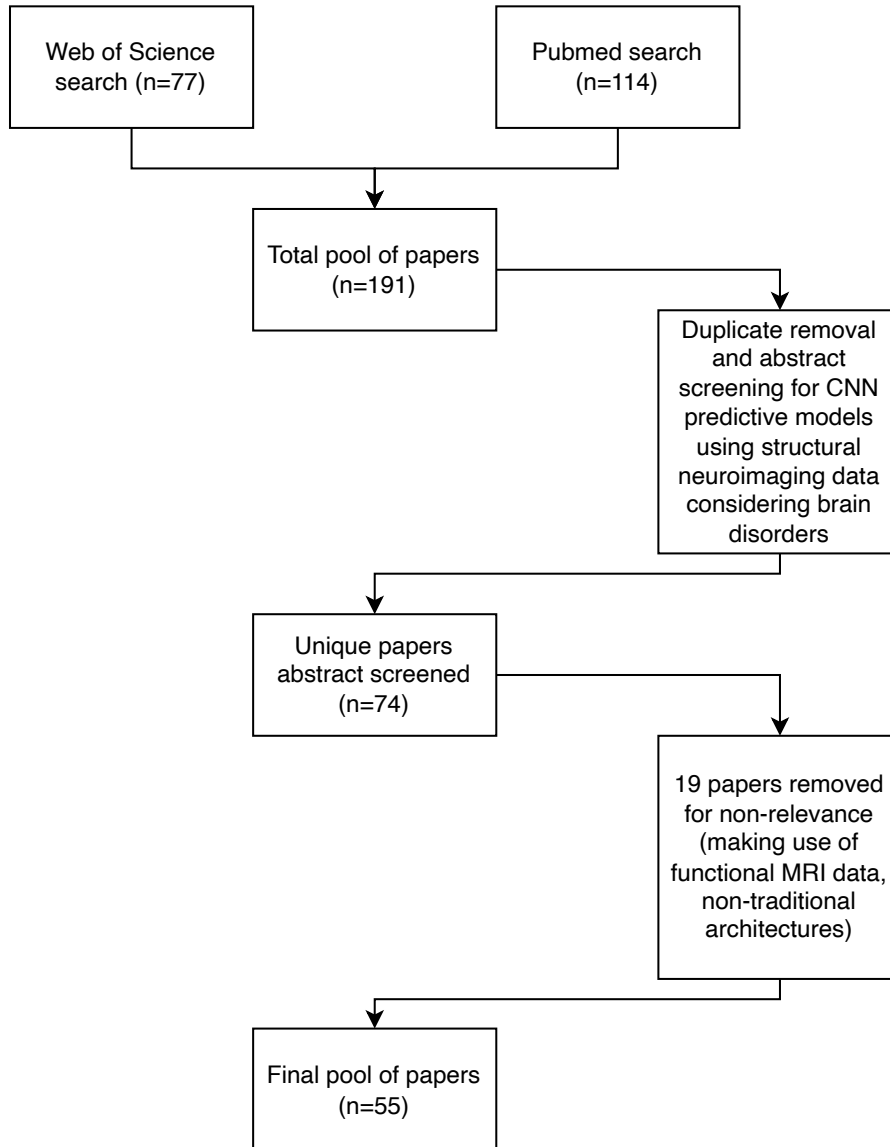 Web of Science
search (n=77)
Pubmed search
(n=114)
Total pool of papers
(n=191)
Duplicate removal
and abstract
screening for CNN
predictive models
using structural
neuroimaging data
considering brain
disorders
Unique papers
abstract screened
(n=74)
19 papers removed
for non-relevance
(making use of
functional MRI data,
non-traditional
architectures)
Final pool of papers
(n=55)